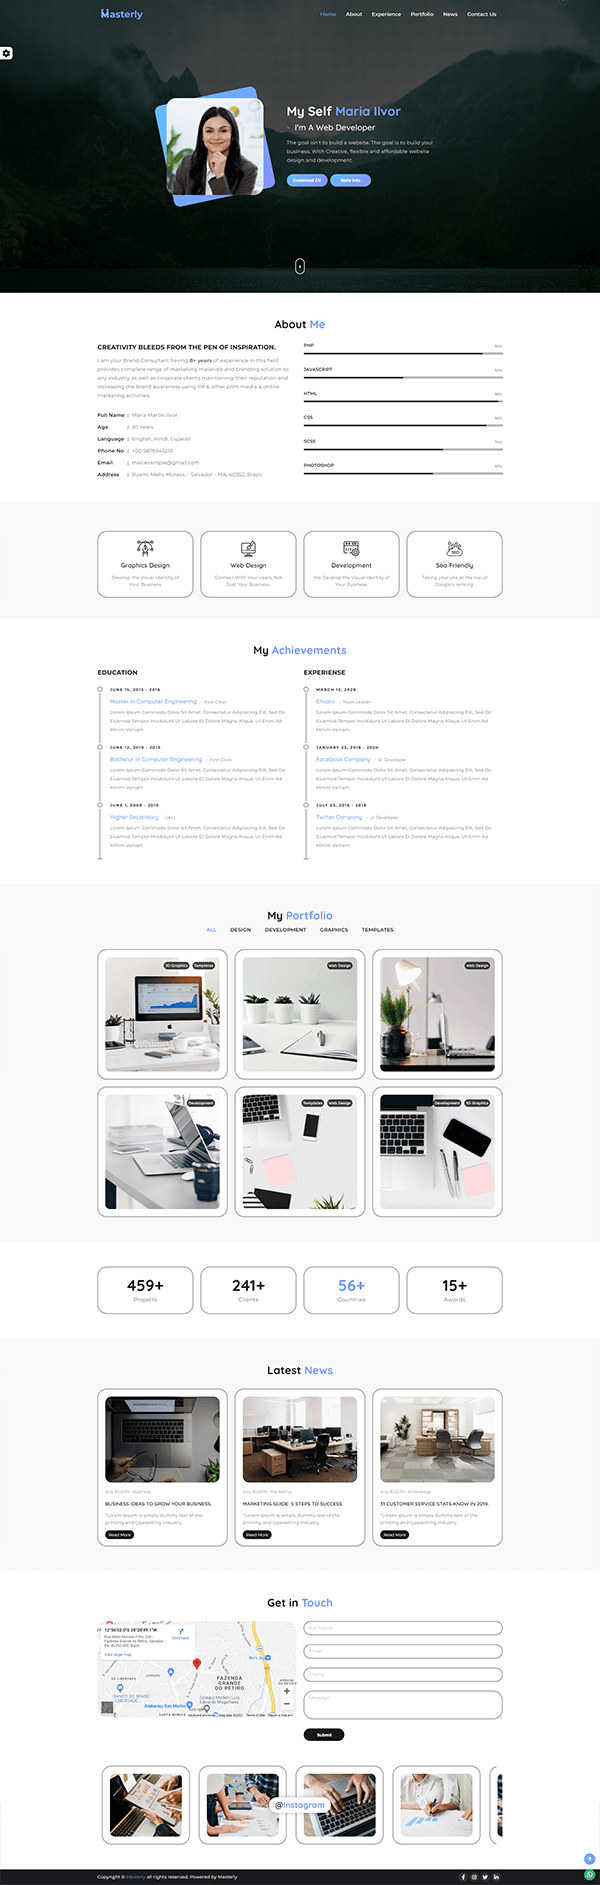 Masterly
Home About Experience Portfolio News Contact Us
My Self Maria Ilvor
- I'm A Web Developer
The goal isn't to build a website. The goal is to build your
business. With Creative, flexible and affordable website
design and development.
Download CV More Info
About Me
CREATIVITY BLEEDS FROM THE PEN OF INSPIRATION.
I am your Brand Consultant having 8+ years of experience in this field
provides complete range of marketing materials and branding solution to
any industry as well as corporate clients maintaining their reputation and
increasing the brand awareness using PR & other print media & online
marketing activities.
Full Name : Maria Martin Ilvor
Age : 30 Years
Language : English, Hindi, Gujarati
Phone No : +00 9876543210
Email : mail.example@gmail.com
Address : Ruami Mello Moraes, - Salvador - MA, 40352, Brazil.
PHP
JAVASCRIPT
HTML
CSS
SCSS
70%
PHOTOSHOP
65%
Graphics Design
Develop the Visual Identity of
Your Business.
Web Design
Connect With Your Users, Not
Just Your Business.
Development
We Develop the Visual Identity of
Your Business.
Seo Friendly
Taking your site at the top of
Google's ranking.
My Achievements
EDUCATION
JUNE 15, 2013 - 2016
Master in Computer Engineering - First Class
Lorem Ipsum Commodo Dolor Sit Amet, Consectetur Adipisicing Elit, Sed Do
Eiusmod Tempor Incididunt Ut Labore Et Dolore Magna Aliqua. Ut Enim Ad
Minim Veniam
JUNE 12, 2010 - 2013
Bachelor in Computer Engineering - First Class
Lorem Ipsum Commodo Dolor Sit Amet, Consectetur Adipisicing Elit, Sed Do
Eiusmod Tempor Incididunt Ut Labore Et Dolore Magna Aliqua. Ut Enim Ad
Minim Veniam
JUNE 1, 2009 - 2010
Higher Secondary - (A1)
Lorem Ipsum Commodo Dolor Sit Amet, Consectetur Adipisicing Elit, Sed Do
Eiusmod Tempor Incididunt Ut Labore Et Dolore Magna Aliqua. Ut Enim Ad
Minim Veniam
EXPERIENSE
MARCH 12, 2020
Envato - Team Leader
Lorem Ipsum Commodo Dolor Sit Amet, Consectetur Adipisicing Elit, Sed Do
Eiusmod Tempor Incididunt Ut Labore Et Dolore Magna Aliqua. Ut Enim Ad
Minim Veniam
JANUARY 23, 2018 - 2020
Facebook Company - Sr. Developer
Lorem Ipsum Commodo Dolor Sit Amet, Consectetur Adipisicing Elit, Sed Do
Eiusmod Tempor Incididunt Ut Labore Et Dolore Magna Aliqua. Ut Enim Ad
Minim Veniam
JULY 23, 2016 - 2018
Twitter Company - Jr. Developer
Lorem Ipsum Commodo Dolor Sit Amet, Consectetur Adipisicing Elit, Sed Do
Eiusmod Tempor Incididunt Ut Labore Et Dolore Magna Aliqua. Ut Enim Ad
Minim Veniam
My Portfolio
ALL DESIGN DEVELOPMENT GRAPHICS TEMPLATES
3D Graphics Templates
Web Design
Web Design
Development
Templates Web Design
Development 3D Graphics
459+
Projects
241+
Clients
56+
Countries
15+
Awards
Latest News
July 30,2019 - Business
BUSINESS IDEAS TO GROW YOUR BUSINESS.
"Lorem Ipsum is simply dummy text of the
printing and typesetting industry.
Read More
July 30,2019 - Marketing
MARKETING GUIDE: 5 STEPS TO SUCCESS.
"Lorem Ipsum is simply dummy text of the
printing and typesetting industry.
Read More
July 30,2019 - Knowledge
31 CUSTOMER SERVICE STATS KNOW IN 2019.
"Lorem Ipsum is simply dummy text of the
printing and typesetting industry.
Read More
Get in Touch
Directions
View larger map
FAZENDA
GRANDE
DO RETIRO
SANTA MONICA
Full Name
Email
Phone
Message
Submit
@Instagram
Copyright © Masterly all rights reserved. Powered by Masterly